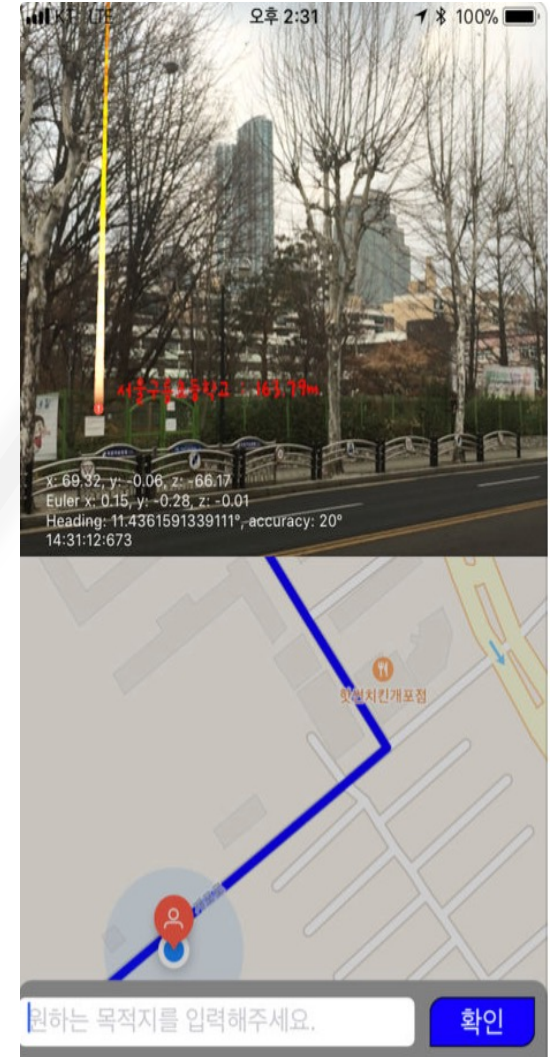 KT LTE 오후 2:31 100%
서울구룡초등학교 : 163.79m
x: 69.32, y: -0.06, z: -66.17
Euler x: 0.15, y: -0.28, z: -0.01
Heading: 11.4361591339111°, accuracy: 20°
14:31:12:673
핫썬치킨개포점
원하는 목적지를 입력해주세요.
확인